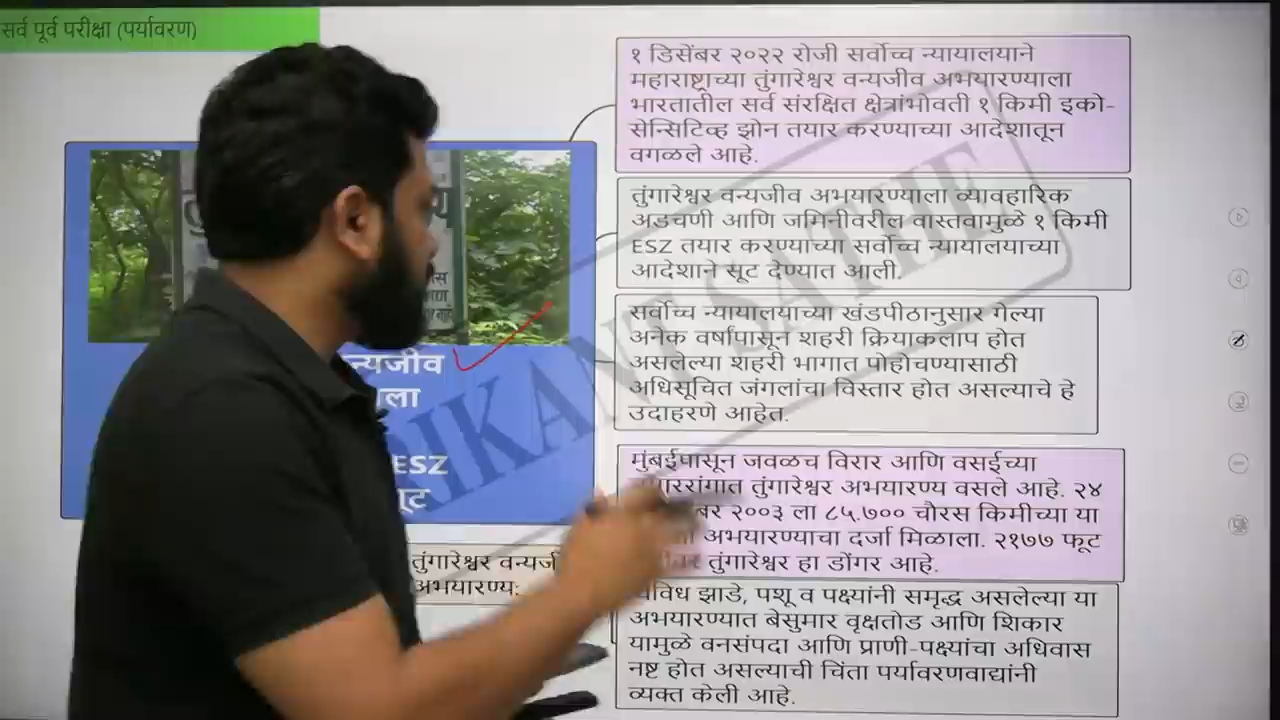 सर्व पूर्व परीक्षा (पर्यावरण)
१ डिसेंबर २०२२ रोजी सर्वोच्च न्यायालयाने
महाराष्ट्राच्या तुंगारेश्वर वन्यजीव अभयारण्याला
भारतातील सर्व संरक्षित क्षेत्रांभोवती १ किमी इको-
सेन्सिटिव्ह झोन तयार करण्याच्या आदेशातून
वगळले आहे.
तुंगारेश्वर वन्यजीव अभयारण्याला व्यावहारिक
अडचणी आणि जमिनीवरील वास्तवामुळे १ किमी
ESZ तयार करण्याच्या सर्वोच्च न्यायालयाच्या
आदेशाने सूट देण्यात आली.
सर्वोच्च न्यायालयाच्या खंडपीठानुसार गेल्या
अनेक वर्षांपासून शहरी क्रियाकलाप होत
असलेल्या शहरी भागात पोहोचण्यासाठी
अधिसूचित जंगलांचा विस्तार होत असल्याचे हे
उदाहरणे आहेत.
न्यजीव
ला
ESZ
सूट
मुंबईपासून जवळच विरार आणि वसईच्या
तुंगारेश्वर अभयारण्य वसले आहे. २४
२००३ ला ८५.७०० चौरस किमीच्या या
अभयारण्याचा दर्जा मिळाला. २१७७ फूट
तुंगारेश्वर हा डोंगर आहे.
तुंगारेश्वर वन्यजी
अभयारण्य:
विविध झाडे, पशू व पक्ष्यांनी समृद्ध असलेल्या या
अभयारण्यात बेसुमार वृक्षतोड आणि शिकार
यामुळे वनसंपदा आणि प्राणी-पक्ष्यांचा अधिवास
नष्ट होत असल्याची चिंता पर्यावरणवाद्यांनी
व्यक्त केली आहे.
RIKANT SATHE